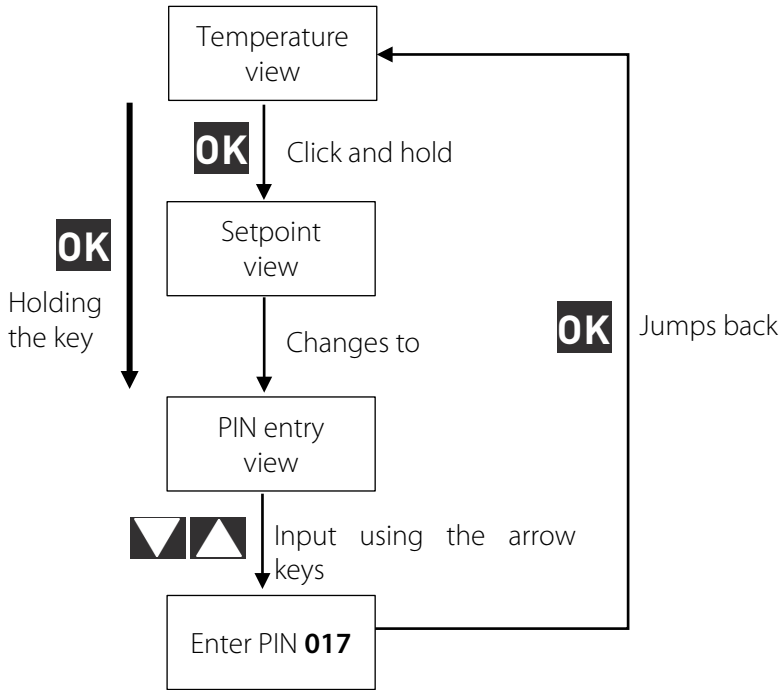 Temperature
view
OK
Click and hold
Setpoint
view
OK
Holding
the key
Changes to
OK
Jumps back
PIN entry
view
Input using the arrow
keys
Enter PIN 017